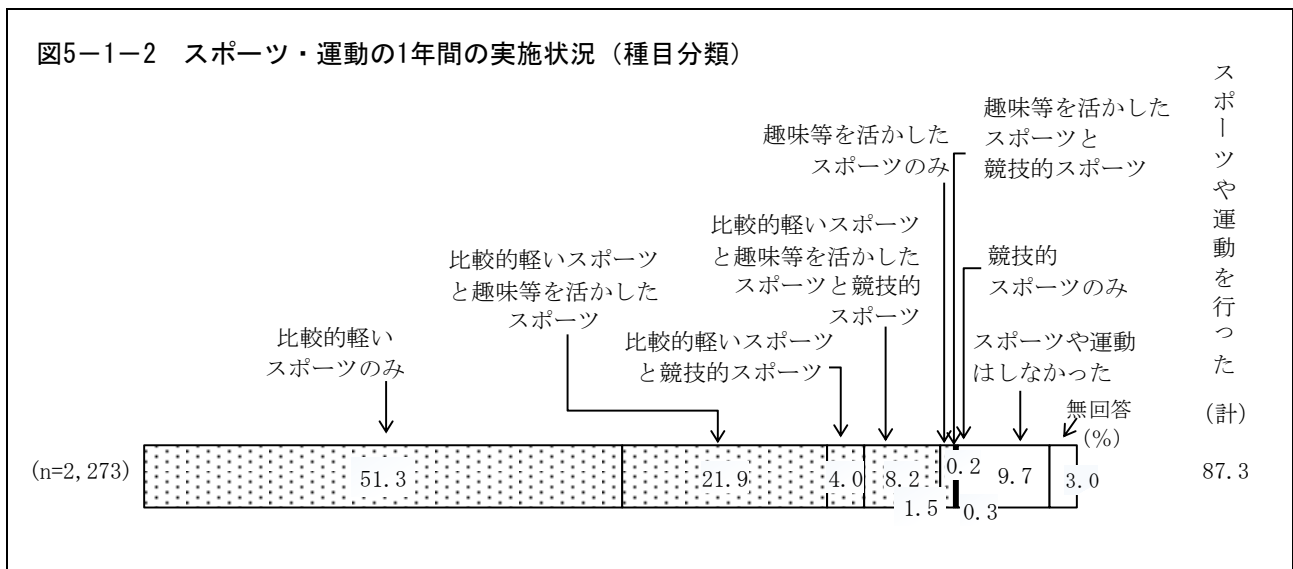 図5-1-2 スポーツ・運動の1年間の実施状況（種目分類）
比較的軽い
スポーツのみ
比較的軽いスポーツ
と趣味等を活かした
スポーツ
比較的軽いスポーツ
と競技的スポーツ
比較的軽いスポーツ
と趣味等を活かした
スポーツと競技的
スポーツ
趣味等を活かした
スポーツのみ
趣味等を活かした
スポーツと
競技的スポーツ
競技的
スポーツのみ
スポーツや運動
はしなかった
無回答
(%)
スポーツや運動を行った
(計)
(n=2,273)
51.3
21.9
4.0
8.2
1.5
0.2
0.3
9.7
3.0
87.3